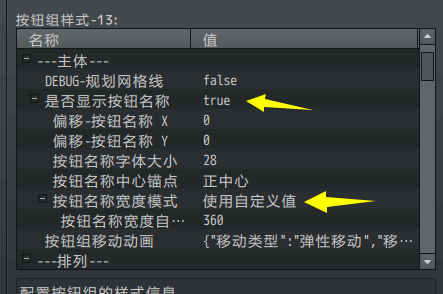 按钮组样式-13:
名称 值
---主体---
DEBUG-规划网格线 false
是否显示按钮名称 true
偏移-按钮名称 X 0
偏移-按钮名称 Y 0
按钮名称字体大小 28
按钮名称中心锚点 正中心
按钮名称宽度模式 使用自定义值
按钮名称宽度自… 360
按钮组移动动画 {"移动类型":"弹性移动","移…
---排列---
配置按钮组的样式信息